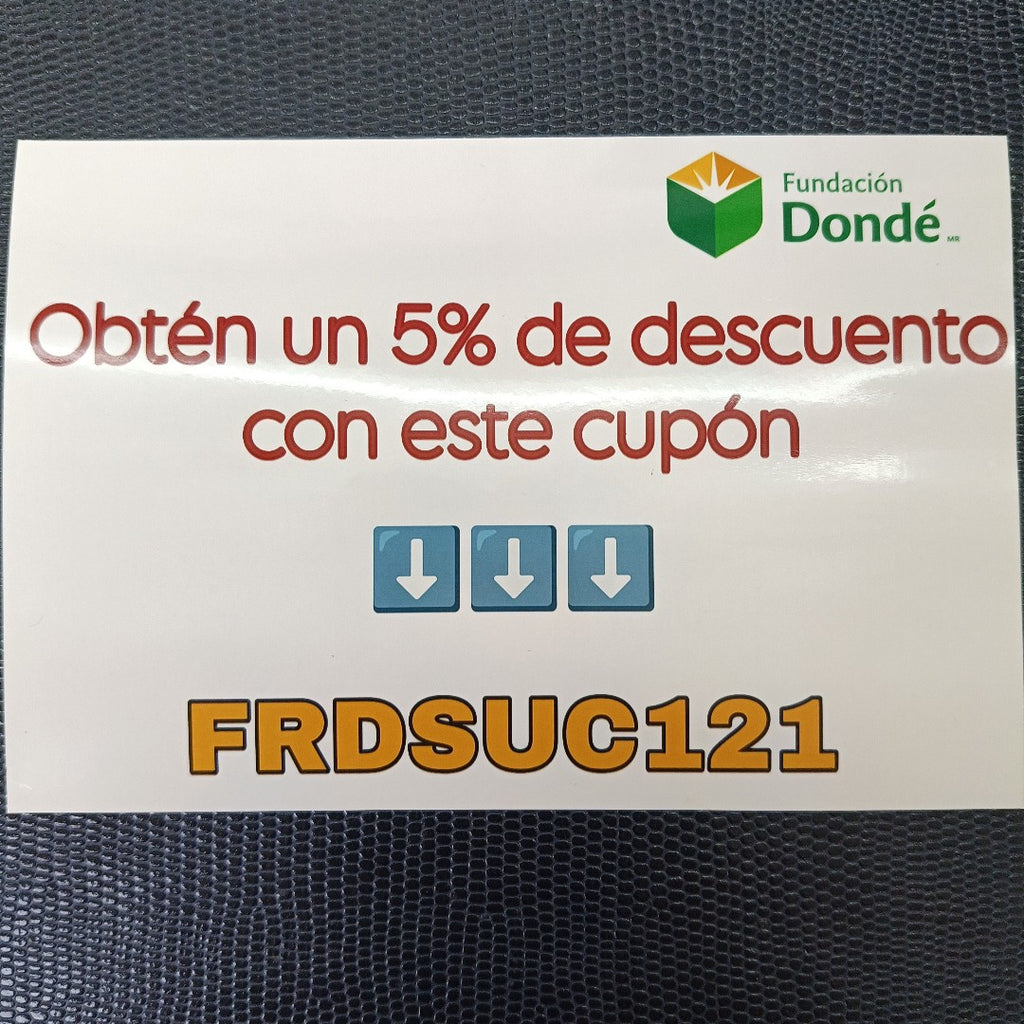 Fundación
Dondé MR
Obtén un 5% de descuento
con este cupón
FRDSUC121